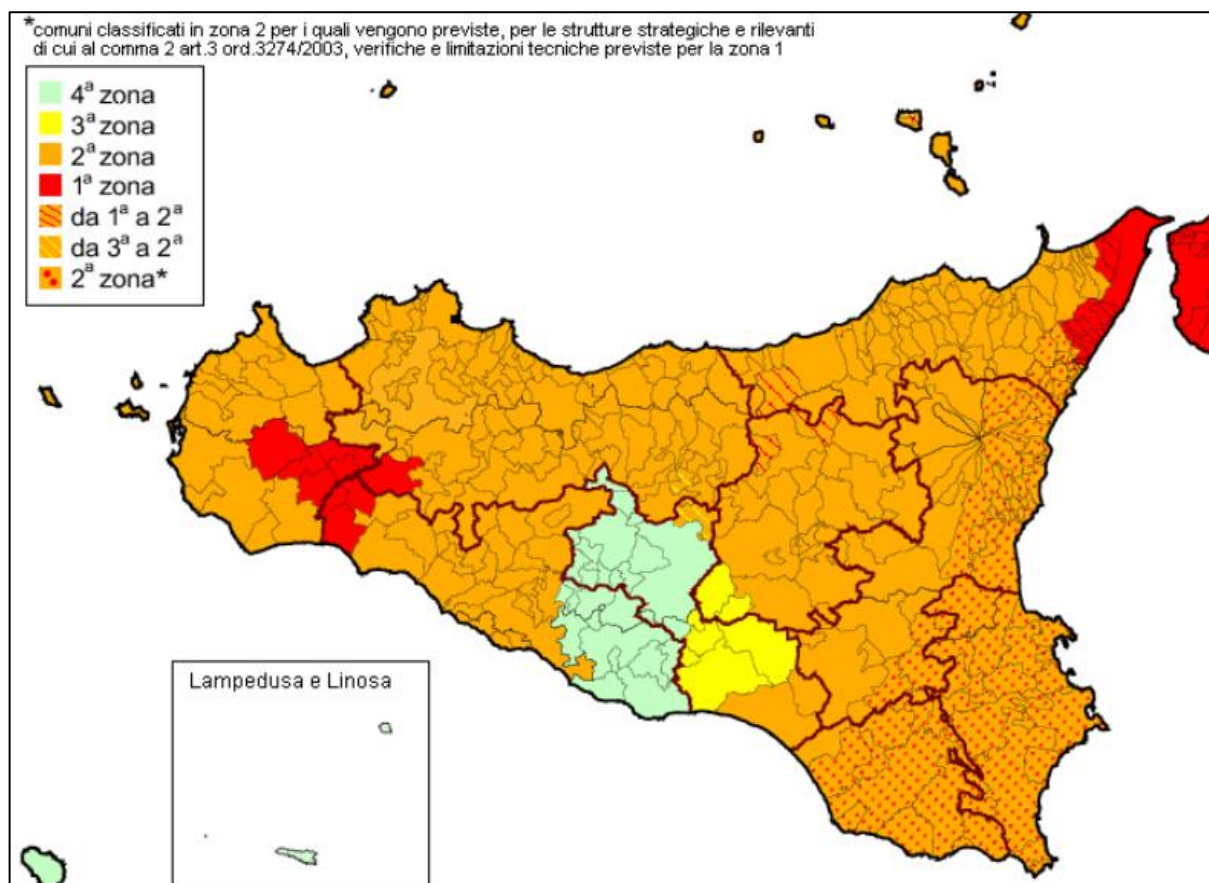 *comuni classificati in zona 2 per i quali vengono previste, per le strutture strategiche e rilevanti
di cui al comma 2 art.3 ord.3274/2003, verifiche e limitazioni tecniche previste per la zona 1
4ª zona
3ª zona
2ª zona
1ª zona
da 1ª a 2ª
da 3ª a 2ª
2ª zona*
Lampedusa e Linosa